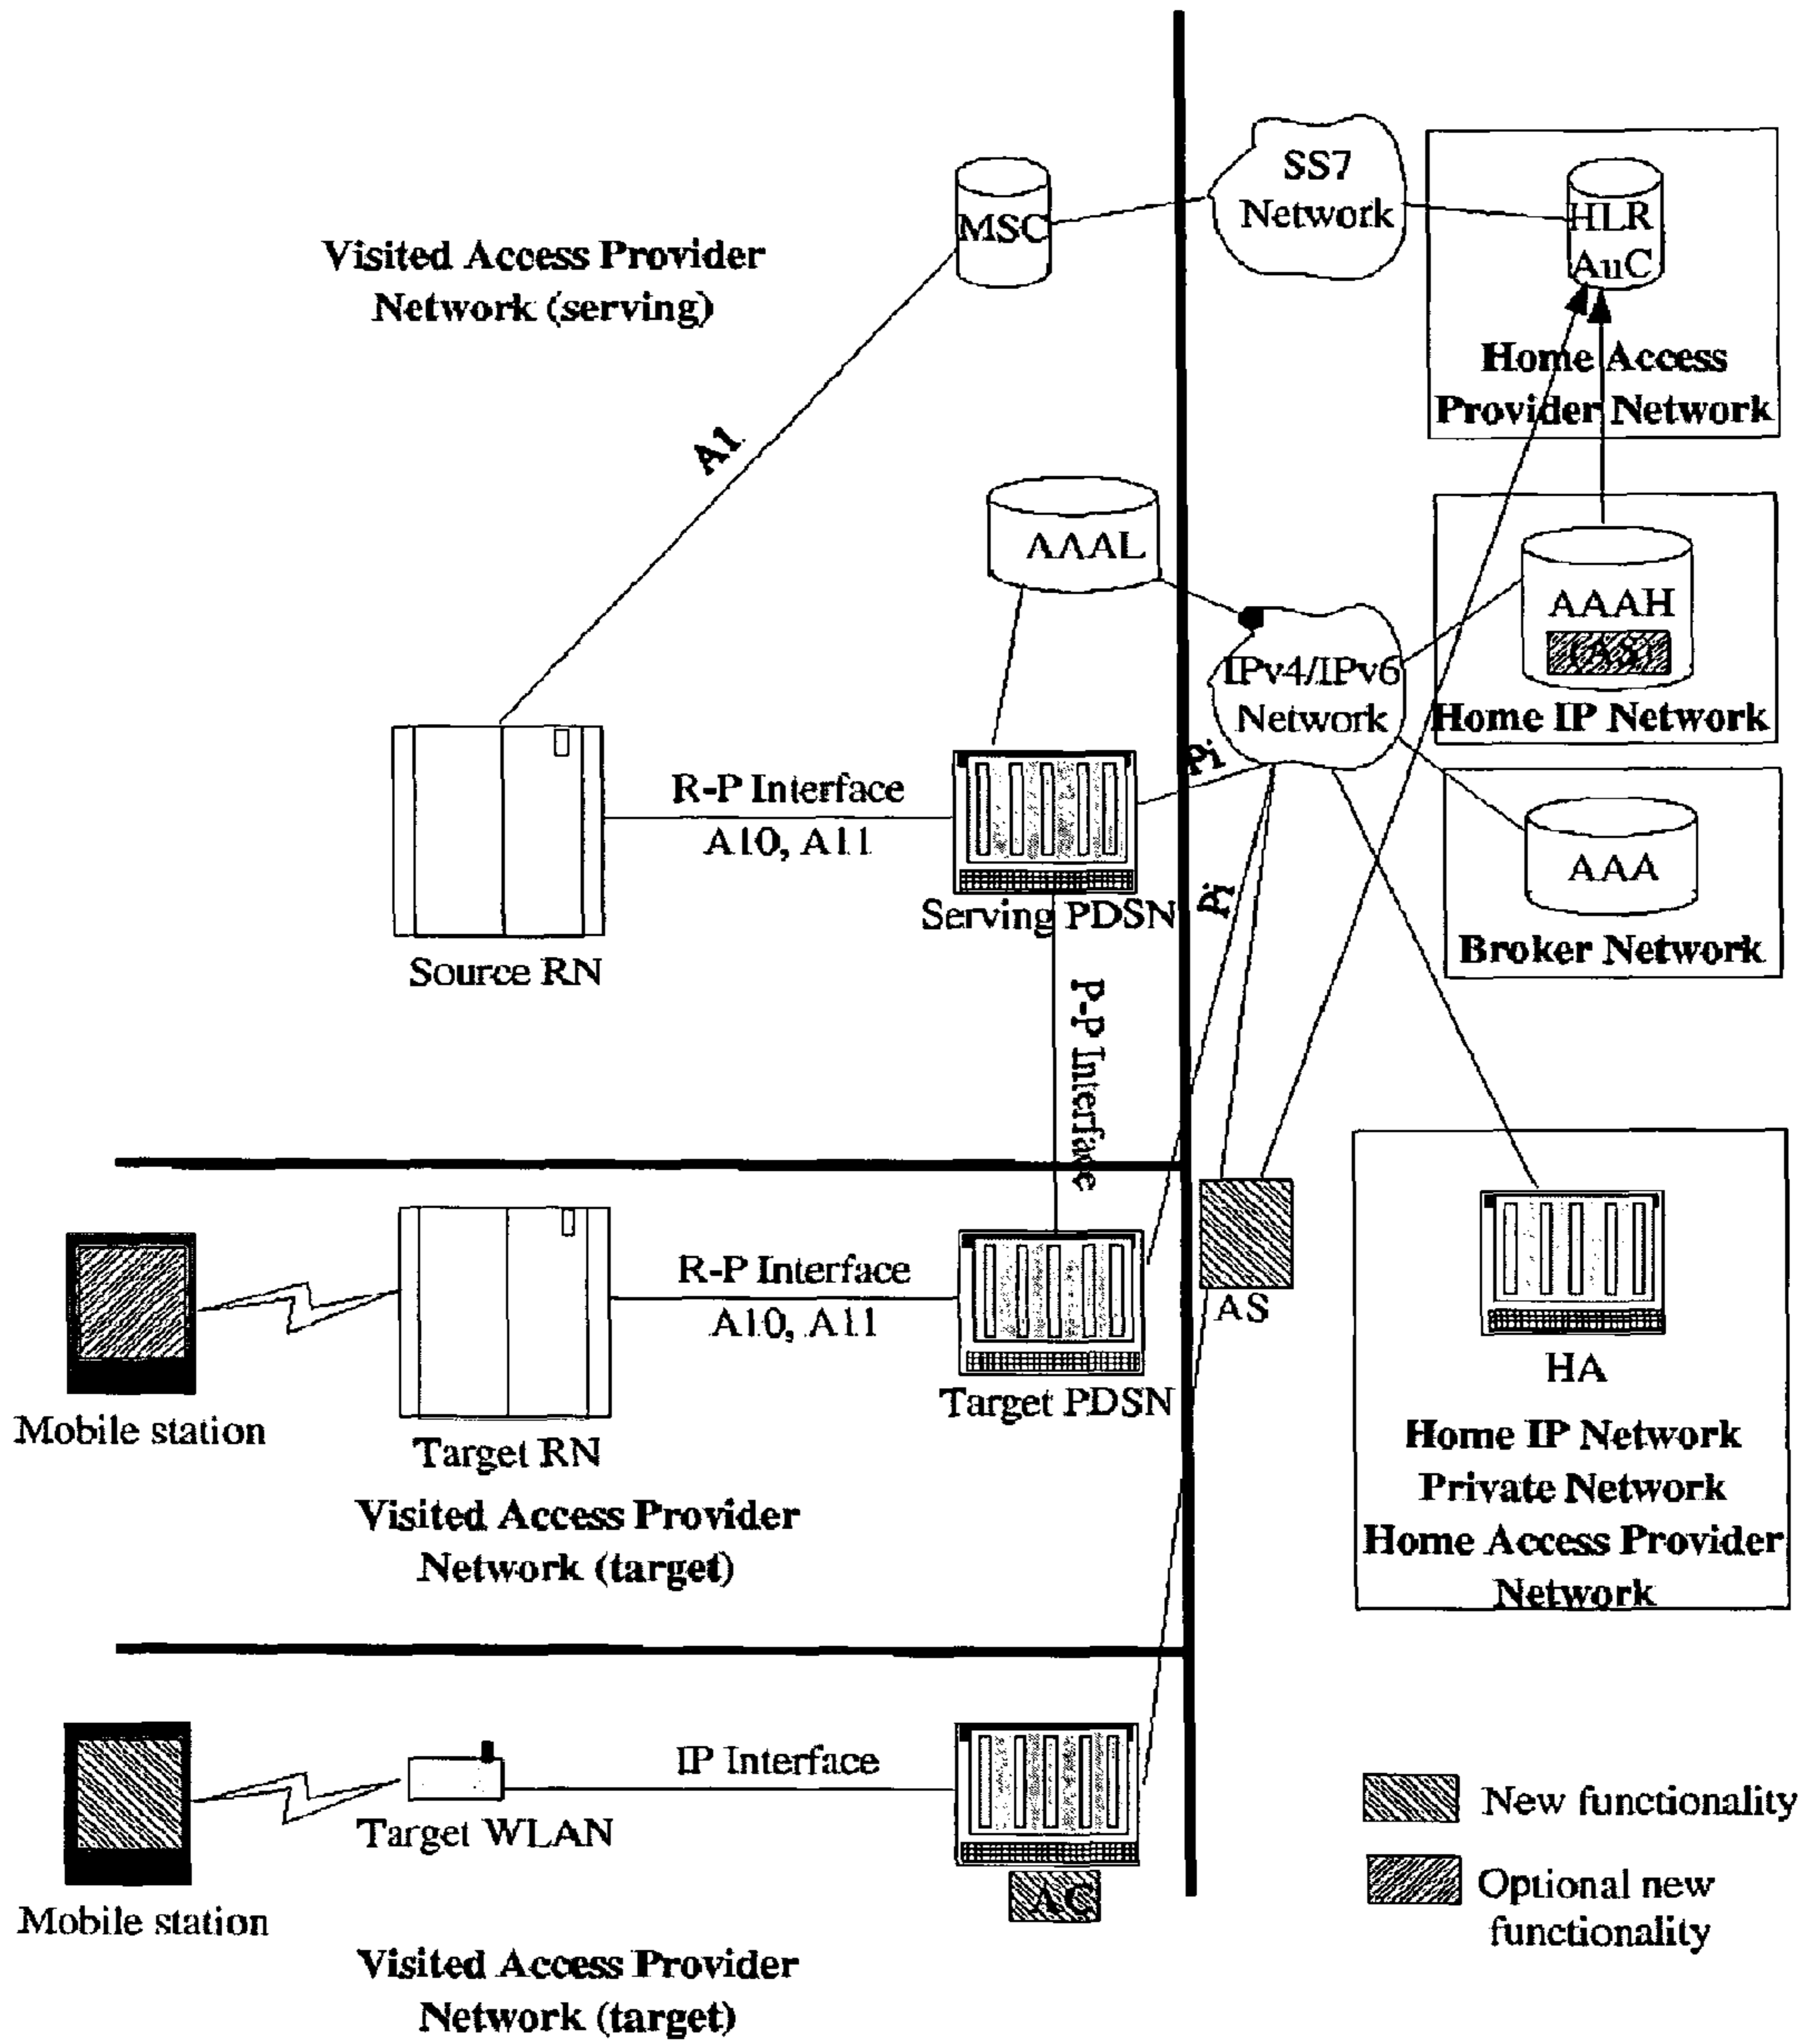 SS7
Network
MSC
HLR
AuC
Visited Access Provider
Network (serving)
Home Access
Provider Network
A1
AAAL
AAAH
(AS)
IPv4/IPv6
Network
Home IP Network
Pi
R-P Interface
A10, A11
AAA
Pi
Serving PDSN
Broker Network
Source RN
P-P Interface
R-P Interface
A10, A11
AS
HA
Mobile station
Target RN
Target PDSN
Home IP Network
Private Network
Home Access Provider
Network
Visited Access Provider
Network (target)
IP Interface
Target WLAN
New functionality
AC
Optional new
functionality
Mobile station
Visited Access Provider
Network (target)